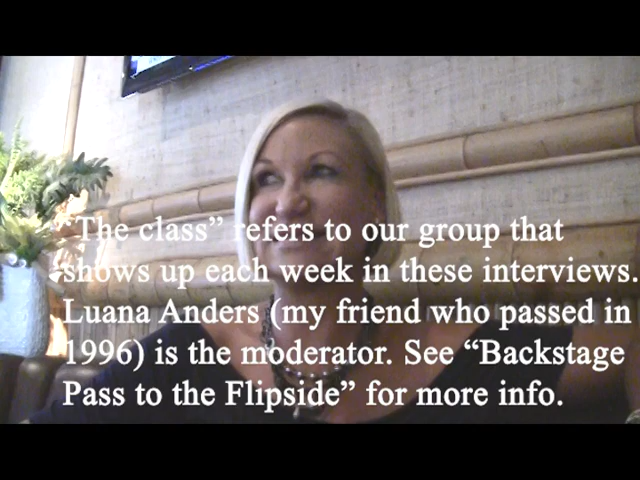 “The class” refers to our group that
shows up each week in these interviews.
Luana Anders (my friend who passed in
1996) is the moderator. See “Backstage
Pass to the Flipside” for more info.